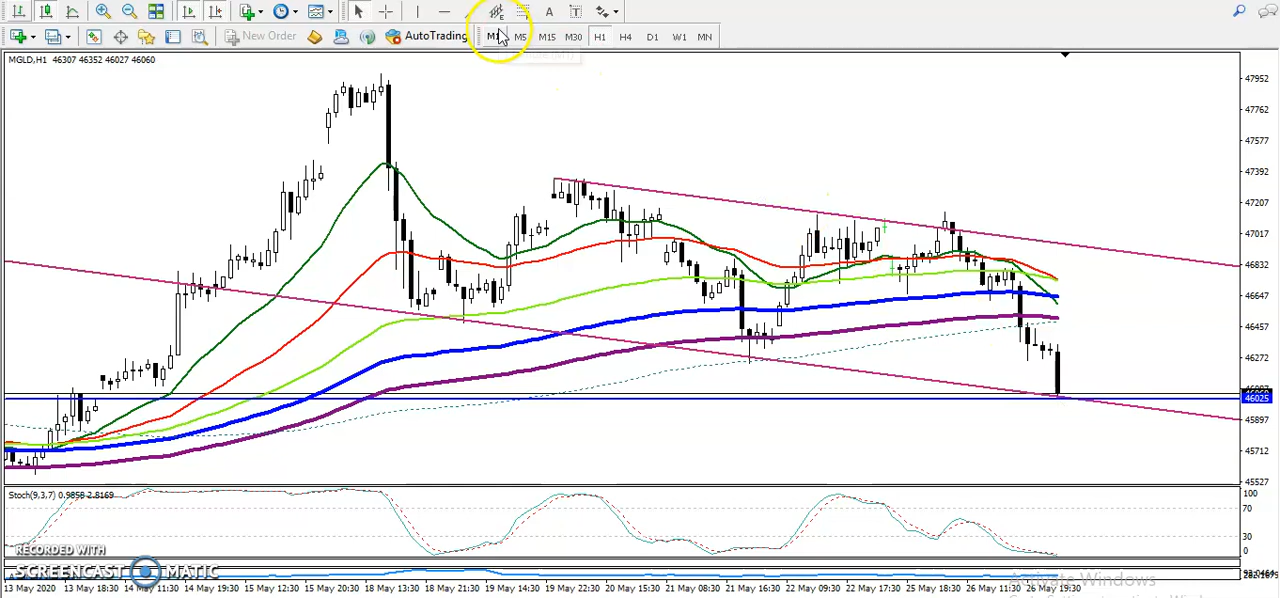 New Order AutoTrading M1 M5 M15 M30 H1 H4 D1 W1 MN
MGLD,H1 46307 46352 46027 46060
47952
47762
47577
47392
47207
47017
46832
46647
46457
46272
46025
45897
45712
45527
Stoch(9,3,7) 0.9858 2.8169
100
70
30
0
RECORDED WITH
SCREENCAST MATIC
Activate Windows
13 May 2020 13 May 18:30 14 May 11:30 15 May 12:30 15 May 19:30 18 May 13:30 18 May 21:30 19 May 14:30 19 May 22:30 20 May 15:30 21 May 08:30 21 May 16:30 22 May 09:30 22 May 17:30 25 May 18:30 26 May 11:30 26 May 19:30